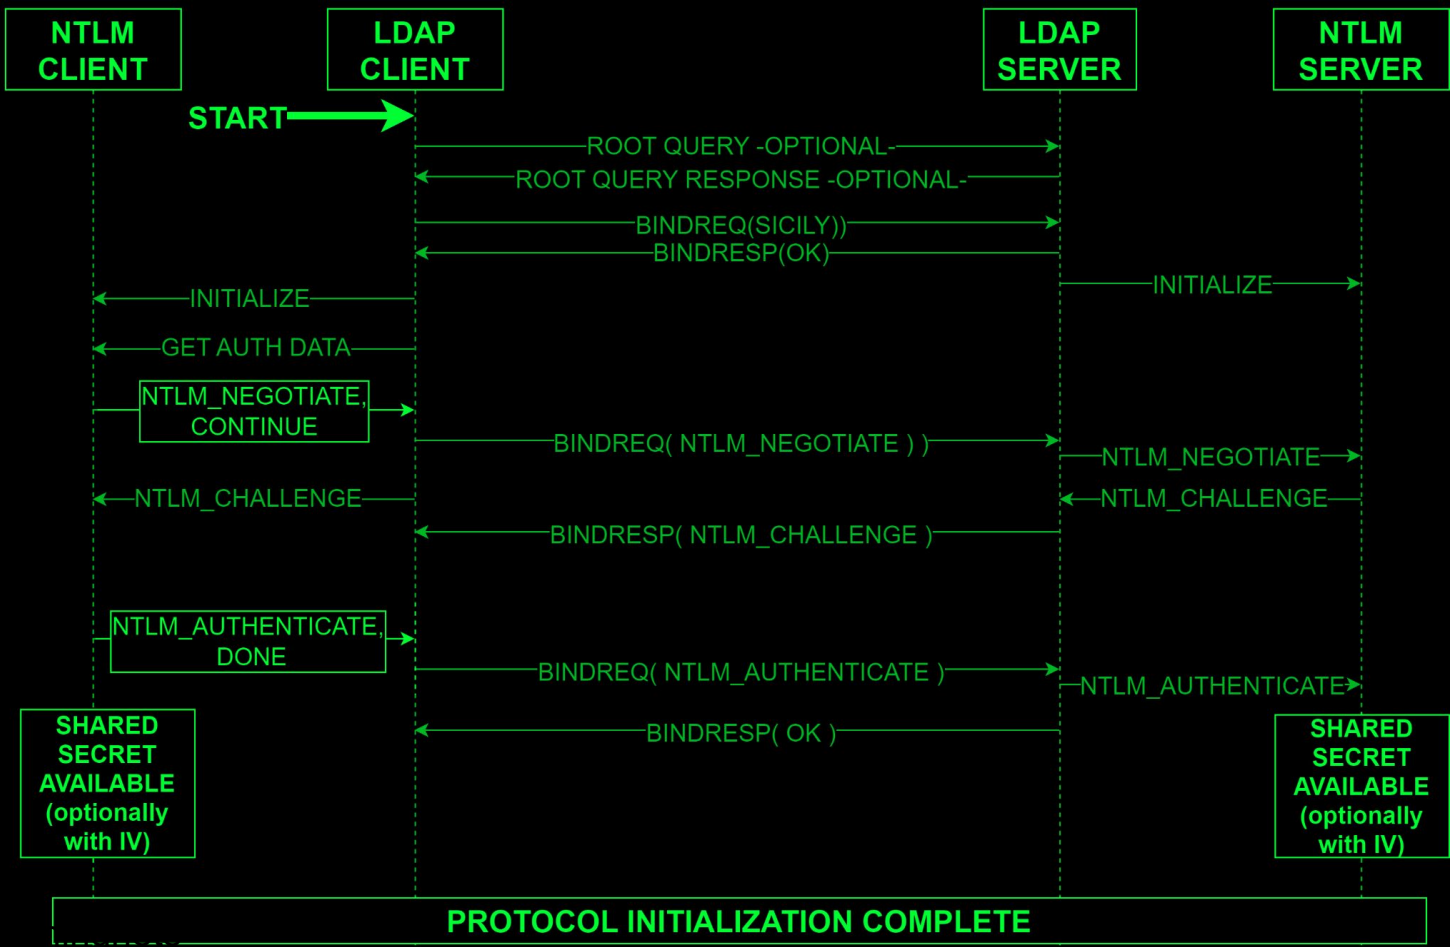 NTLM
CLIENT
LDAP
CLIENT
LDAP
SERVER
NTLM
SERVER
START
ROOT QUERY -OPTIONAL-
ROOT QUERY RESPONSE -OPTIONAL-
BINDREQ(SICILY))
BINDRESP(OK)
INITIALIZE
INITIALIZE
GET AUTH DATA
NTLM_NEGOTIATE,
CONTINUE
BINDREQ( NTLM_NEGOTIATE ) )
NTLM_NEGOTIATE
NTLM_CHALLENGE
NTLM_CHALLENGE
BINDRESP( NTLM_CHALLENGE )
NTLM_AUTHENTICATE,
DONE
BINDREQ( NTLM_AUTHENTICATE )
NTLM_AUTHENTICATE
BINDRESP( OK )
SHARED
SECRET
AVAILABLE
(optionally
with IV)
SHARED
SECRET
AVAILABLE
(optionally
with IV)
PROTOCOL INITIALIZATION COMPLETE